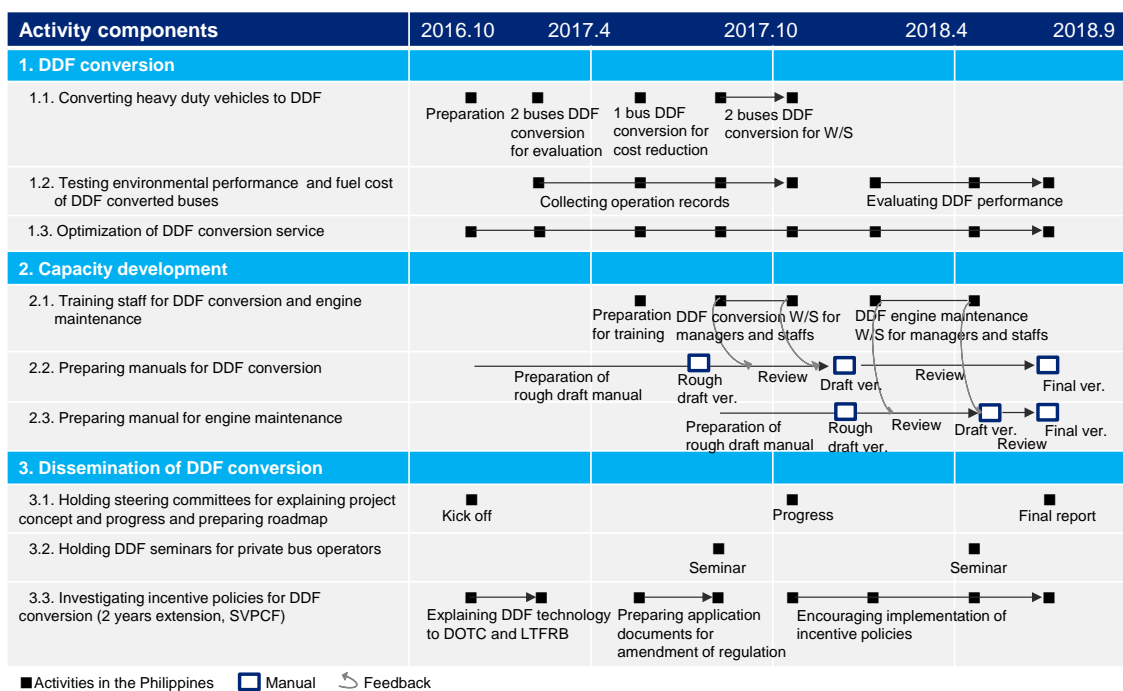 Activity components 2016.10 2017.4 2017.10 2018.4 2018.9
1. DDF conversion
1.1. Converting heavy duty vehicles to DDF
Preparation
2 buses DDF
conversion
for evaluation
1 bus DDF
conversion for
cost reduction
2 buses DDF
conversion for W/S
1.2. Testing environmental performance and fuel cost
of DDF converted buses
Collecting operation records
Evaluating DDF performance
1.3. Optimization of DDF conversion service
2. Capacity development
2.1. Training staff for DDF conversion and engine
maintenance
Preparation
for training
DDF conversion W/S for
managers and staffs
DDF engine maintenance
W/S for managers and staffs
2.2. Preparing manuals for DDF conversion
Preparation of
rough draft manual
Rough
draft ver.
Review
Draft ver.
Review
Final ver.
2.3. Preparing manual for engine maintenance
Preparation of
rough draft manual
Rough
draft ver.
Review
Draft ver.
Review
Final ver.
3. Dissemination of DDF conversion
3.1. Holding steering committees for explaining project
concept and progress and preparing roadmap
Kick off
Progress
Final report
3.2. Holding DDF seminars for private bus operators
Seminar
Seminar
3.3. Investigating incentive policies for DDF
conversion (2 years extension, SVPCF)
Explaining DDF technology
to DOTC and LTFRB
Preparing application
documents for
amendment of regulation
Encouraging implementation of
incentive policies
Activities in the Philippines
Manual
Feedback